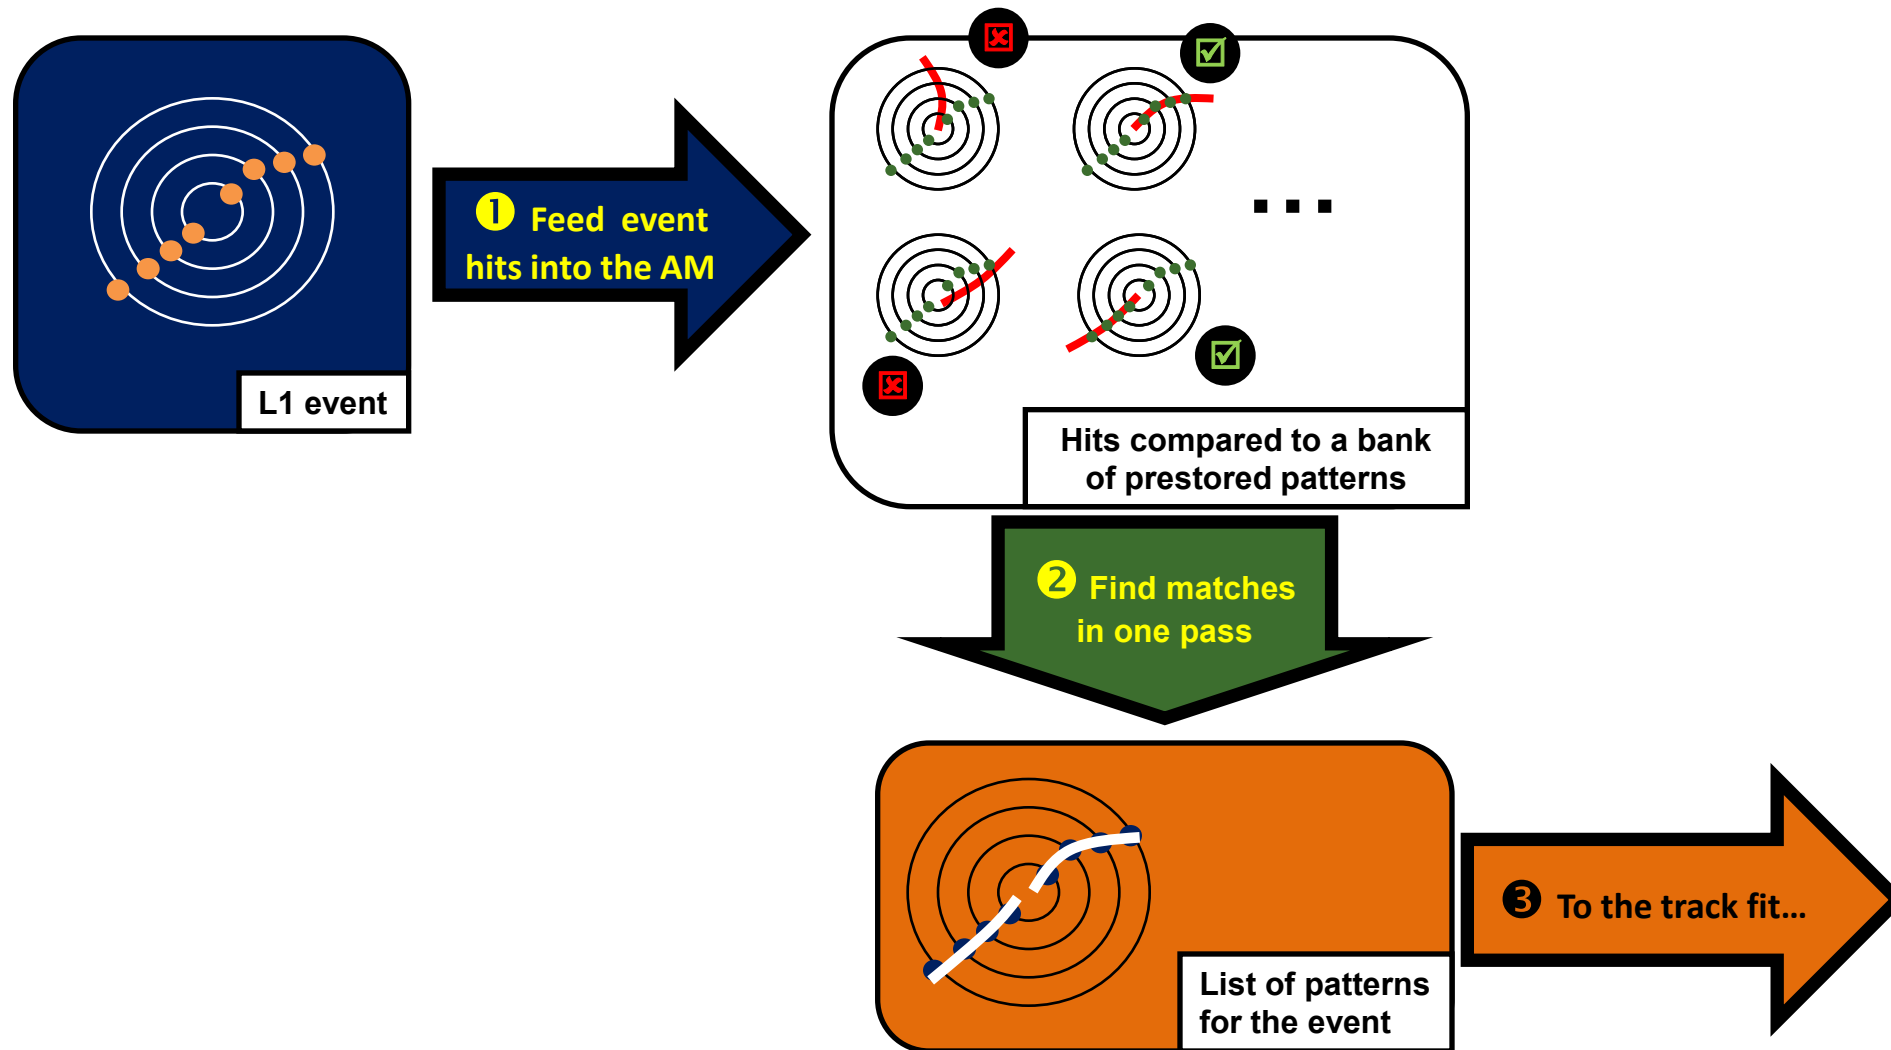 L1 event
❶ Feed event
hits into the AM
...
Hits compared to a bank
of prestored patterns
❷ Find matches
in one pass
List of patterns
for the event
❸ To the track fit...